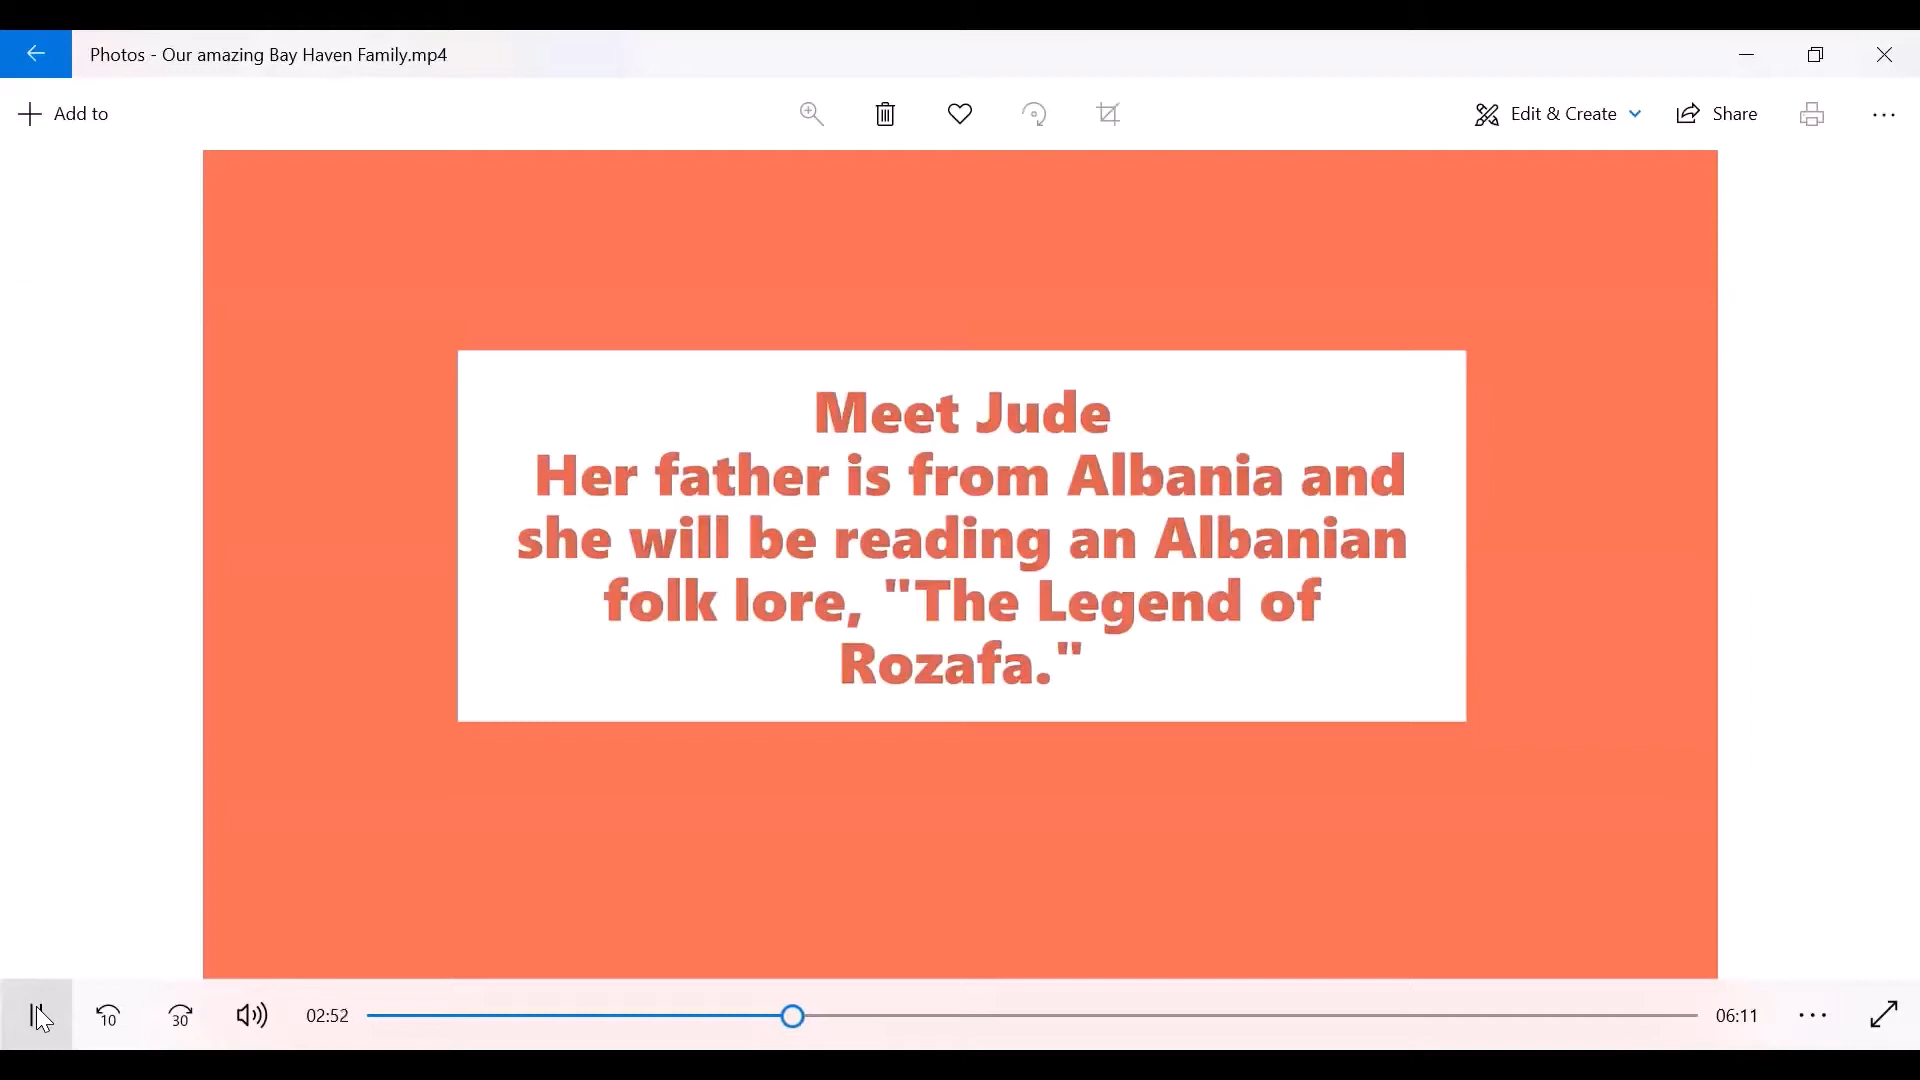 Photos - Our amazing Bay Haven Family.mp4
Add to
Edit & Create
Share
Meet Jude
Her father is from Albania and
she will be reading an Albanian
folk lore, "The Legend of
Rozafa."
10
30
02:52
06:11